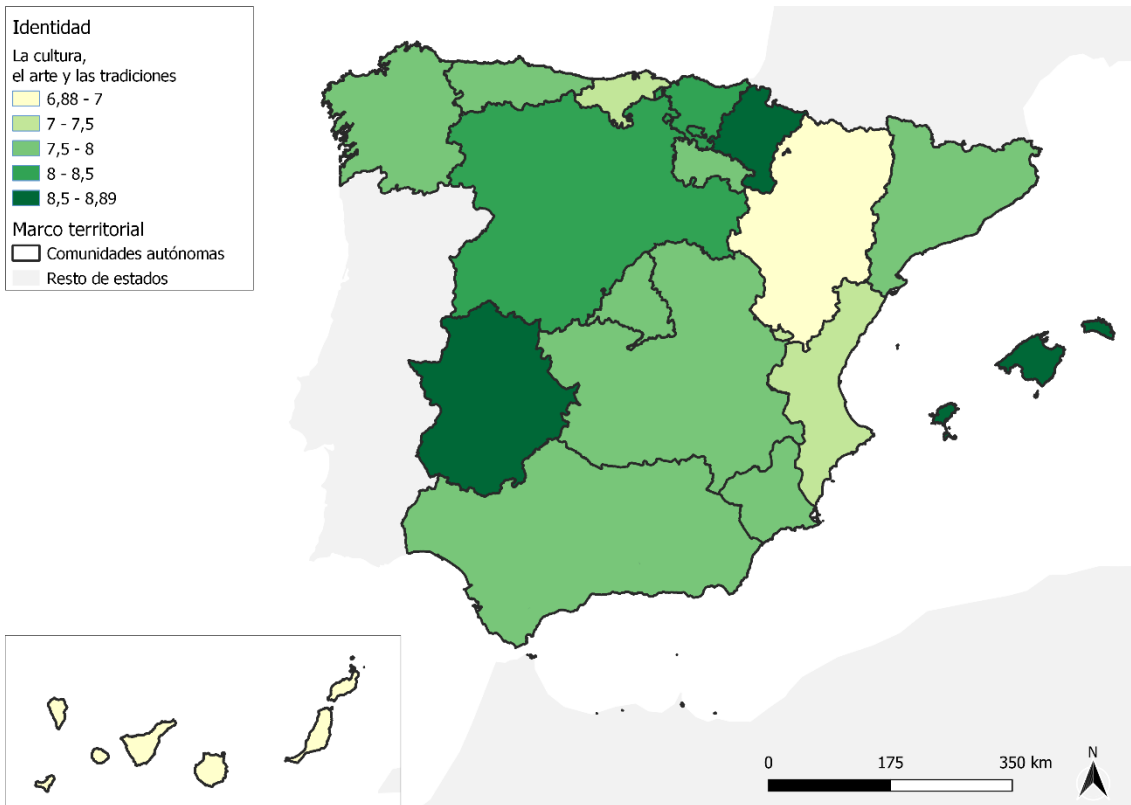 Identidad
La cultura,
el arte y las tradiciones
6,88 - 7
7 - 7,5
7,5 - 8
8 - 8,5
8,5 - 8,89
Marco territorial
Comunidades autónomas
Resto de estados
0 175 350 km
N